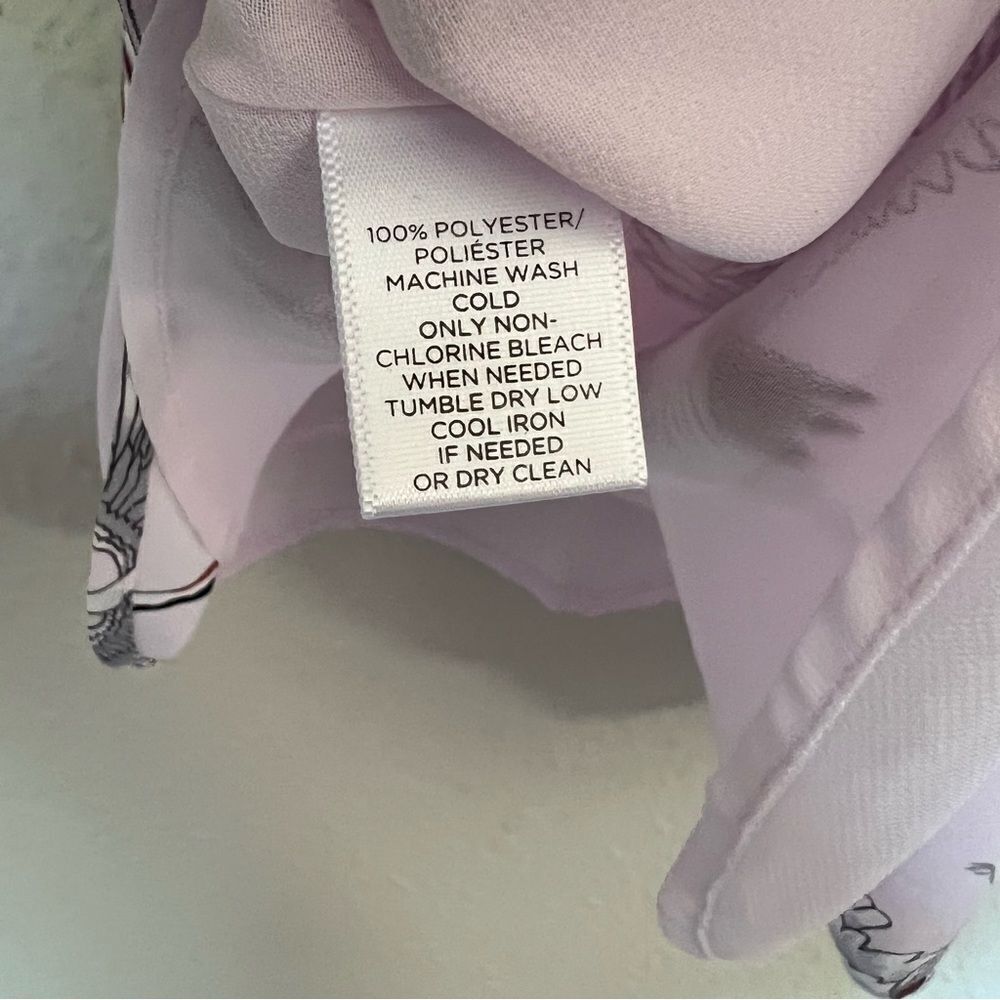 100% POLYESTER/
POLIÉSTER
MACHINE WASH
COLD
ONLY NON-
CHLORINE BLEACH
WHEN NEEDED
TUMBLE DRY LOW
COOL IRON
IF NEEDED
OR DRY CLEAN